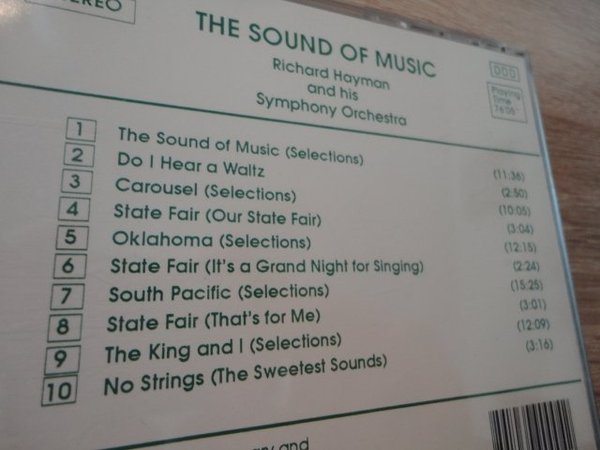 STEREO
THE SOUND OF MUSIC
Richard Hayman
and his
Symphony Orchestra
DDD
Playing
Time
76:05
1 The Sound of Music (Selections) (11:36)
2 Do I Hear a Waltz (2:50)
3 Carousel (Selections) (10:05)
4 State Fair (Our State Fair) (3:04)
5 Oklahoma (Selections) (12:15)
6 State Fair (It's a Grand Night for Singing) (2:24)
7 South Pacific (Selections) (15:25)
8 State Fair (That's for Me) (3:01)
9 The King and I (Selections) (12:09)
10 No Strings (The Sweetest Sounds) (3:16)
and